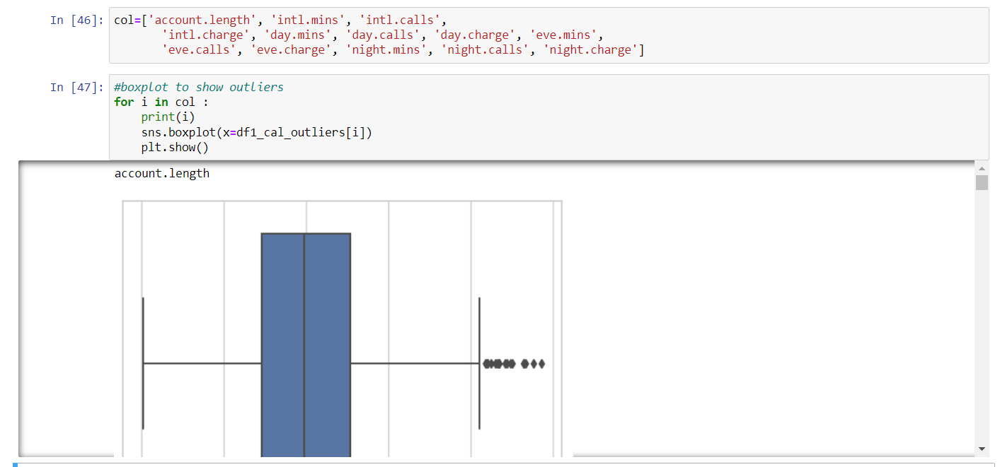 In [46]: col=['account.length', 'intl.mins', 'intl.calls',
'intl.charge', 'day.mins', 'day.calls', 'day.charge', 'eve.mins',
'eve.calls', 'eve.charge', 'night.mins', 'night.calls', 'night.charge']
In [47]: #boxplot to show outliers
for i in col :
print(i)
sns.boxplot(x=df1_cal_outliers[i])
plt.show()
account.length